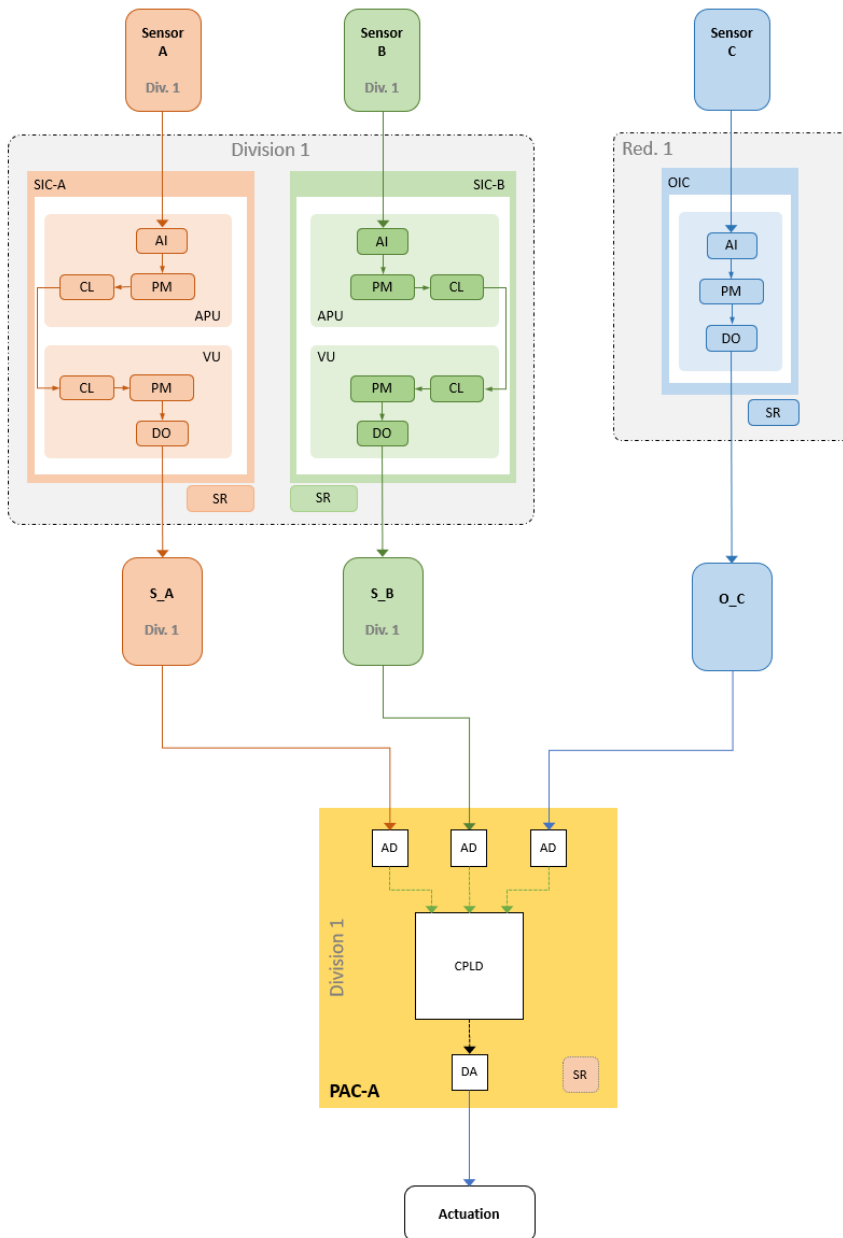 Sensor
A
Div. 1
Sensor
B
Div. 1
Sensor
C
Division 1
Red. 1
SIC-A
SIC-B
OIC
AI
AI
AI
CL
PM
PM
CL
PM
APU
APU
DO
VU
VU
CL
PM
PM
CL
DO
DO
SR
SR
SR
S_A
Div. 1
S_B
Div. 1
O_C
AD
AD
AD
Division 1
CPLD
DA
SR
PAC-A
Actuation